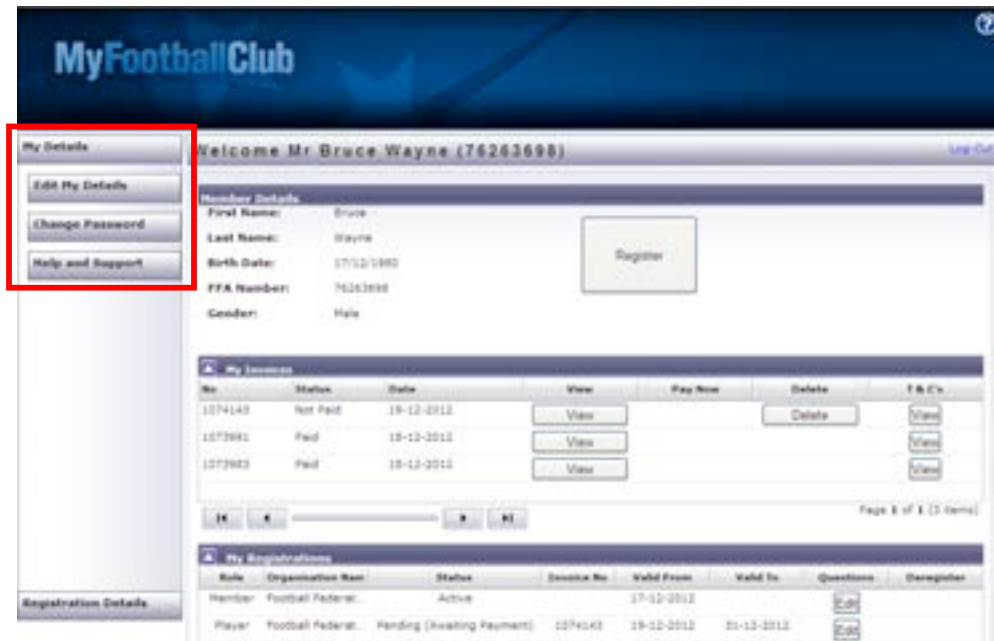 ?
MyFootballClub
My Details
Welcome Mr Bruce Wayne (76263698)
Log Out
Edit My Details
Change Password
Help and Support
Member Details
First Name: Bruce
Last Name: Wayne
Birth Date: 17/12/1980
FFA Number: 76263698
Gender: Male
Register
My Invoices
No Status Date View Pay Now Delete T & C's
1074143 Not Paid 19-12-2012 View Delete View
Paid 18-12-2012 View View
Paid 18-12-2012 View View
Page 1 of 1 (3 items)
My Registrations
Role Organisation Nam Status Invoice No Valid From Valid To Questions Deregister
Member Football Federat... Active 17-12-2012 Edit
Player Football Federat... Pending (Awaiting Payment) 1074143 19-12-2012 31-12-2012 Edit
Registration Details